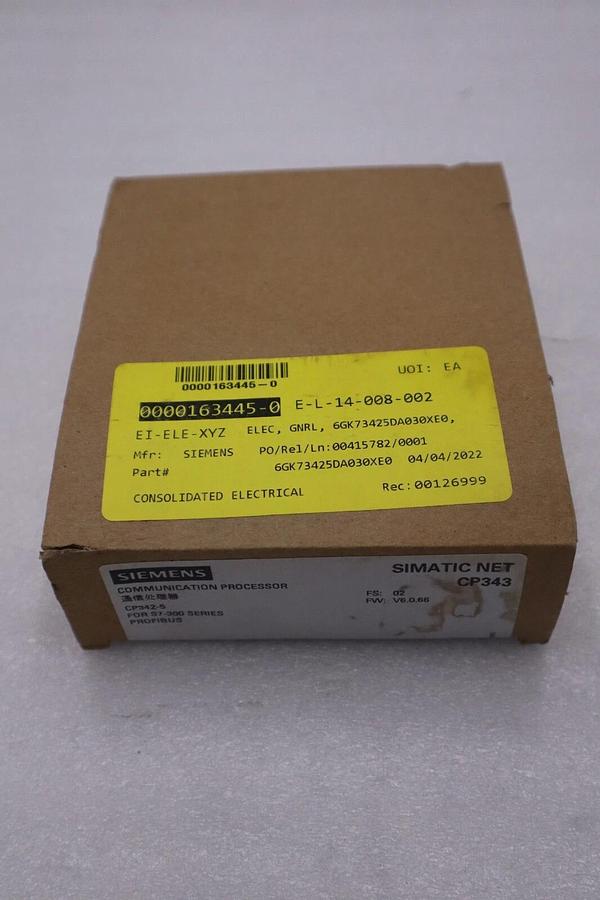 0000163445-0
UOI: EA
0000163445-0 E-L-14-008-002
EI-ELE-XYZ ELEC, GNRL, 6GK73425DA030XE0,
Mfr: SIEMENS PO/Rel/Ln:00415782/0001
Part# 6GK73425DA030XE0 04/04/2022
CONSOLIDATED ELECTRICAL Rec:00126999
SIEMENS SIMATIC NET
COMMUNICATION PROCESSOR CP343
通信处理器 FS: 02
CP342-5 FW: V6.0.66
FOR S7-300 SERIES
PROFIBUS